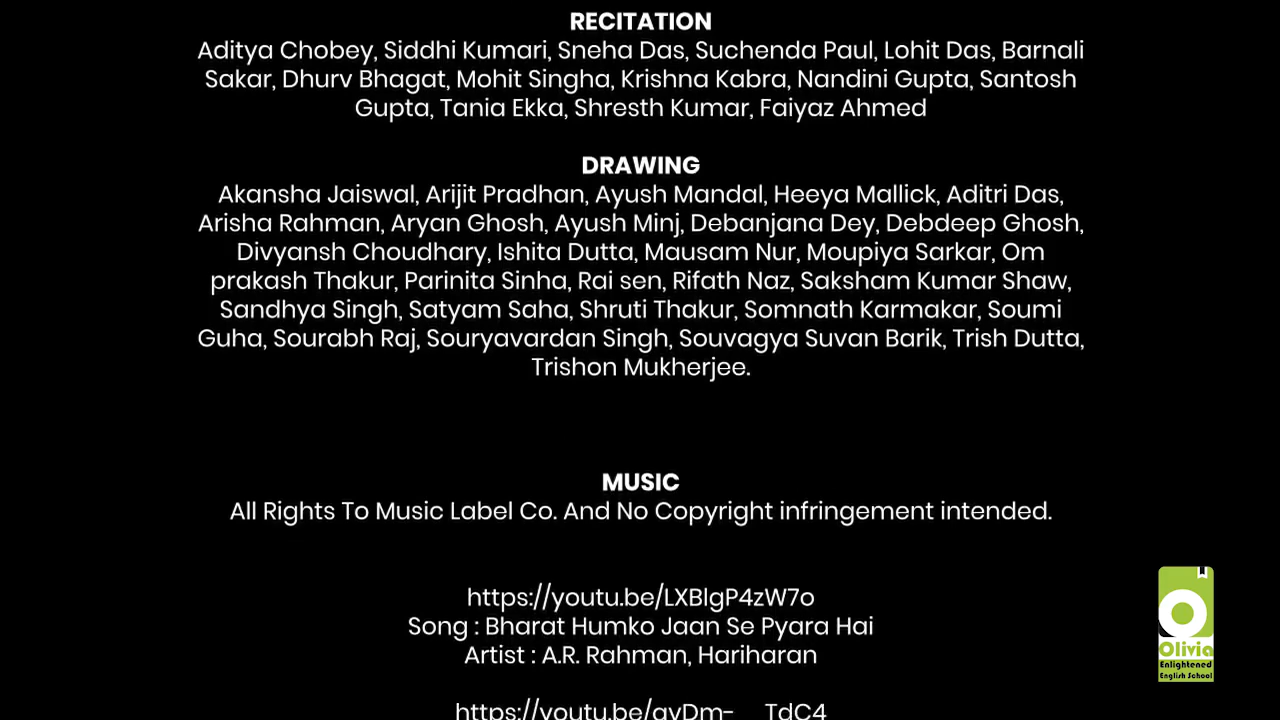 RECITATION
Aditya Chobey, Siddhi Kumari, Sneha Das, Suchenda Paul, Lohit Das, Barnali
Sakar, Dhurv Bhagat, Mohit Singha, Krishna Kabra, Nandini Gupta, Santosh
Gupta, Tania Ekka, Shresth Kumar, Faiyaz Ahmed
DRAWING
Akansha Jaiswal, Arijit Pradhan, Ayush Mandal, Heeya Mallick, Aditri Das,
Arisha Rahman, Aryan Ghosh, Ayush Minj, Debanjana Dey, Debdeep Ghosh,
Divyansh Choudhary, Ishita Dutta, Mausam Nur, Moupiya Sarkar, Om
prakash Thakur, Parinita Sinha, Rai sen, Rifath Naz, Saksham Kumar Shaw,
Sandhya Singh, Satyam Saha, Shruti Thakur, Somnath Karmakar, Soumi
Guha, Sourabh Raj, Souryavardan Singh, Souvagya Suvan Barik, Trish Dutta,
Trishon Mukherjee.
MUSIC
All Rights To Music Label Co. And No Copyright infringement intended.
https://youtu.be/LXBlgP4zW7o
Song : Bharat Humko Jaan Se Pyara Hai
Artist : A.R. Rahman, Hariharan
Olivia
Enlightened
English School